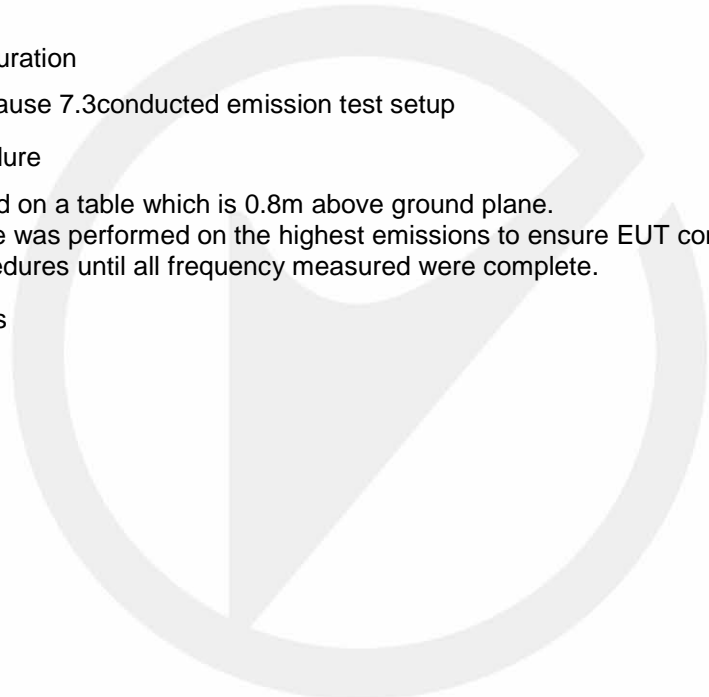 uration
ause 7.3conducted emission test setup
dure
d on a table which is 0.8m above ground plane.
e was performed on the highest emissions to ensure EUT con
edures until all frequency measured were complete.
s